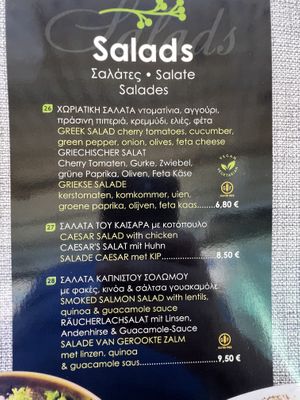 Salads
Salads
Σαλάτες • Salate
Salades
26 ΧΩΡΙΑΤΙΚΗ ΣΑΛΑΤΑ ντοματίνια, αγγούρι,
πράσινη πιπεριά, κρεμμύδι, ελιές, φέτα
GREEK SALAD cherry tomatoes, cucumber,
green pepper, onion, olives, feta cheese
GRIECHISCHER SALAT
Cherry Tomaten, Gurke, Zwiebel,
grüne Paprika, Oliven, Feta Käse
GRIEKSE SALADE
kerstomaten, komkommer, uien,
groene paprika, olijven, feta kaas.......6,80 €
VEGAN
VEGETARIAN
27 ΣΑΛΑΤΑ ΤΟΥ ΚΑΙΣΑΡΑ με κοτόπουλο
CAESAR SALAD with chicken
CAESAR'S SALAT mit Huhn
SALADE CAESAR met KIP....................8,50 €
28 ΣΑΛΑΤΑ ΚΑΠΝΙΣΤΟΥ ΣΟΛΩΜΟΥ
με φακές, κινόα & σάλτσα γουακαμόλε
SMOKED SALMON SALAD with lentils,
quinoa & guacamole sauce
RÄUCHERLACHSALAT mit Linsen,
Andenhirse & Guacamole-Sauce
SALADE VAN GEROOKTE ZALM
met linzen, quinoa
& guacamole saus..........................9,50 €